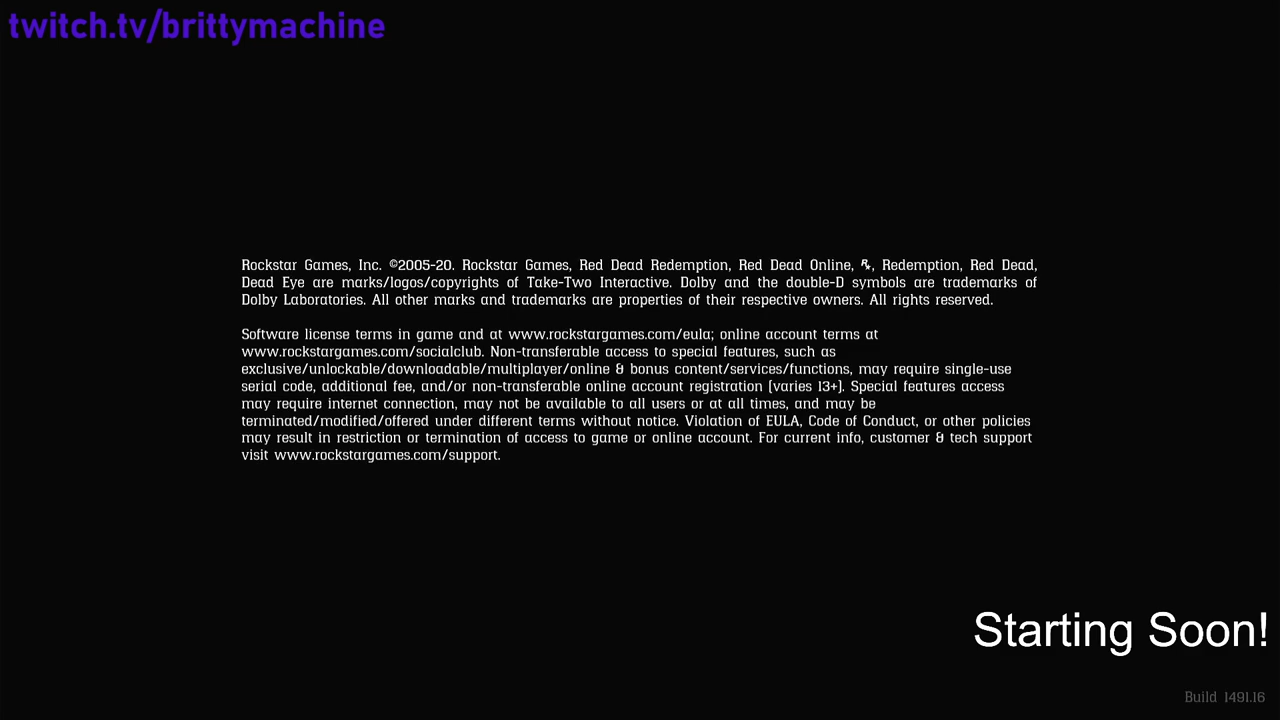 twitch.tv/brittymachine
Rockstar Games, Inc. ©2005-20. Rockstar Games, Red Dead Redemption, Red Dead Online, , Redemption, Red Dead,
Dead Eye are marks/logos/copyrights of Take-Two Interactive. Dolby and the double-D symbols are trademarks of
Dolby Laboratories. All other marks and trademarks are properties of their respective owners. All rights reserved.
Software license terms in game and at www.rockstargames.com/eula; online account terms at
www.rockstargames.com/socialclub. Non-transferable access to special features, such as
exclusive/unlockable/downloadable/multiplayer/online & bonus content/services/functions, may require single-use
serial code, additional fee, and/or non-transferable online account registration (varies 13+). Special features access
may require internet connection, may not be available to all users or at all times, and may be
terminated/modified/offered under different terms without notice. Violation of EULA, Code of Conduct, or other policies
may result in restriction or termination of access to game or online account. For current info, customer & tech support
visit www.rockstargames.com/support.
Starting Soon!
Build 1491.16